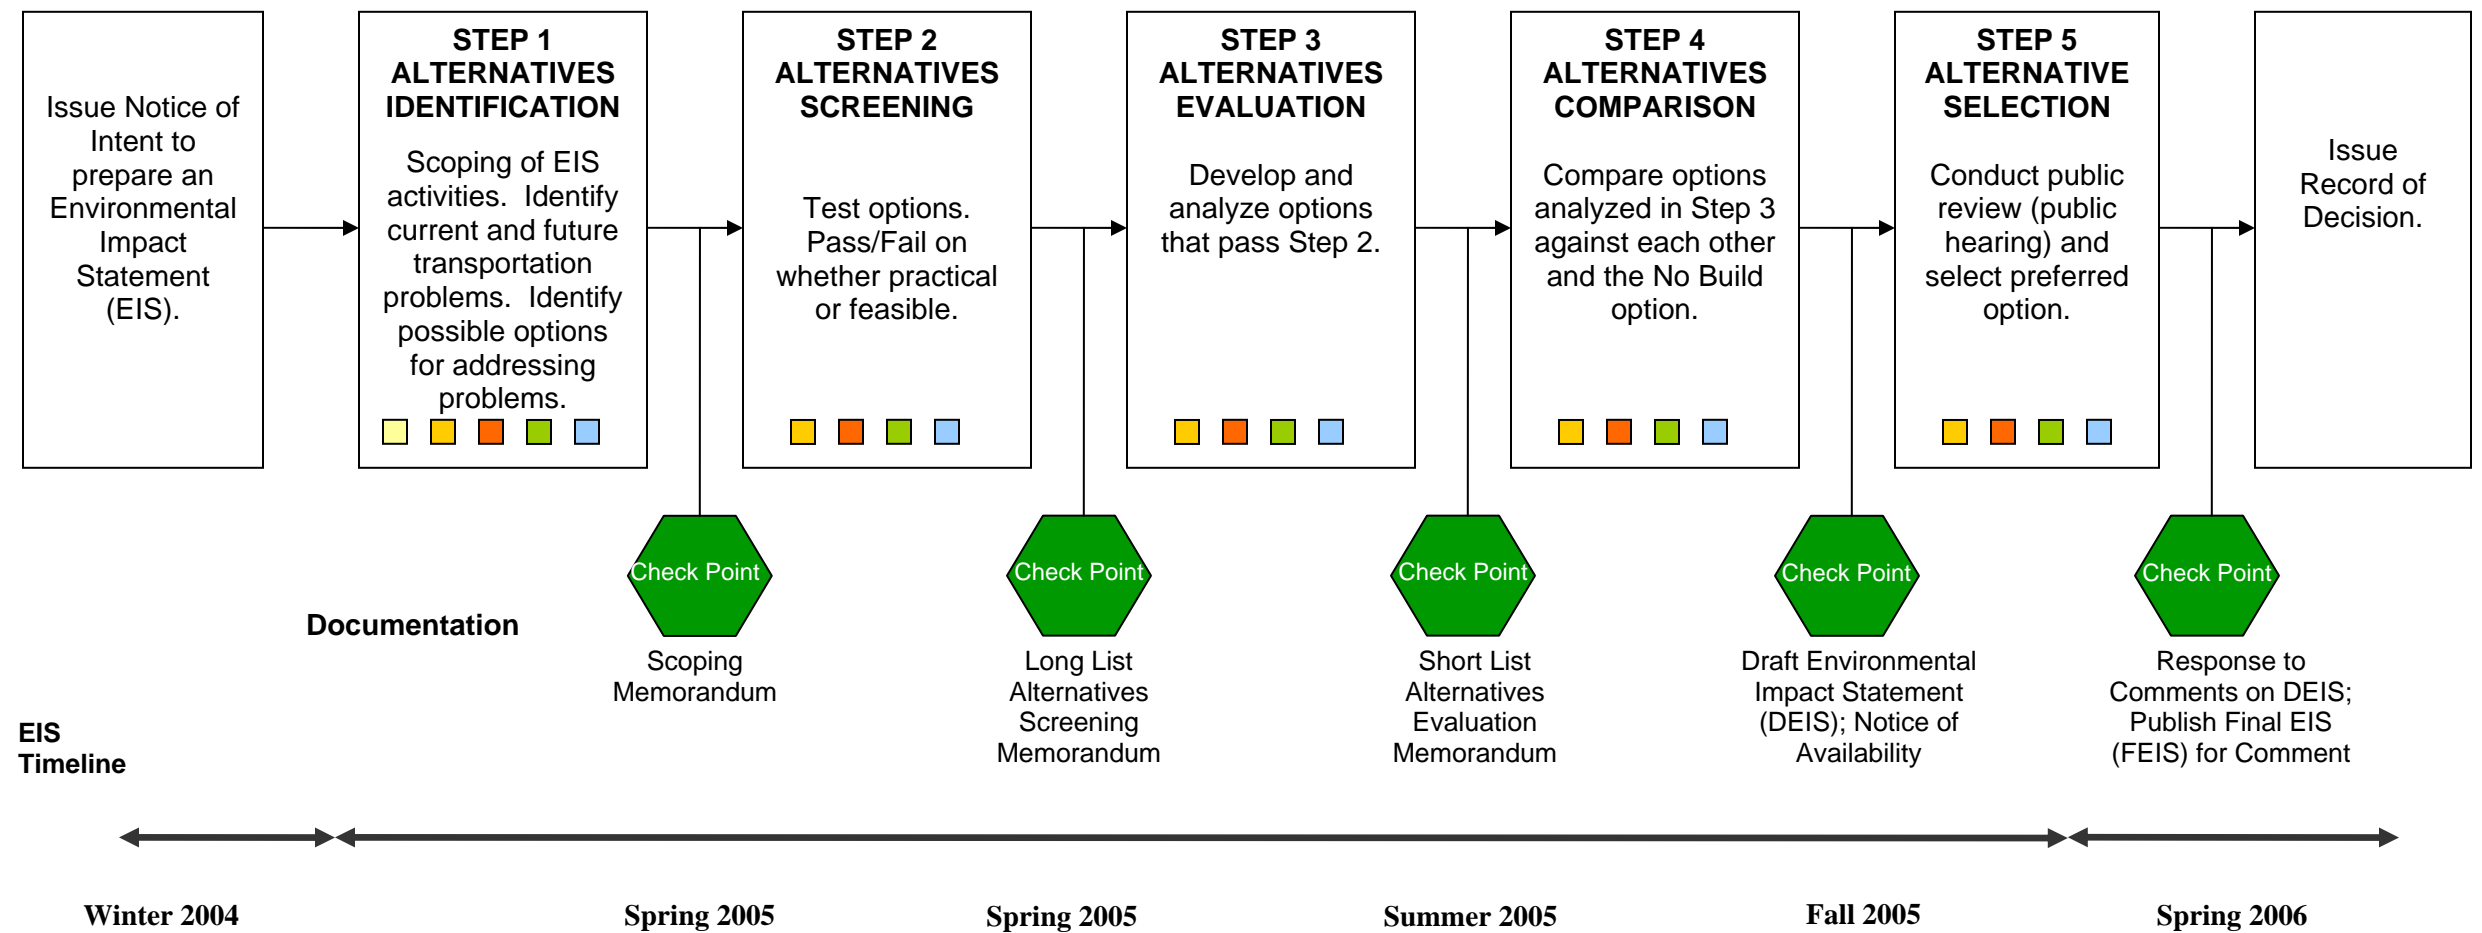 Issue Notice of
Intent to
prepare an
Environmental
Impact
Statement
(EIS).
STEP 1
ALTERNATIVES
IDENTIFICATION
Scoping of EIS
activities.  Identify
current and future
transportation
problems.  Identify
possible options
for addressing
problems.
STEP 2
ALTERNATIVES
SCREENING
Test options.
Pass/Fail on
whether practical
or feasible.
STEP 3
ALTERNATIVES
EVALUATION
Develop and
analyze options
that pass Step 2.
STEP 4
ALTERNATIVES
COMPARISON
Compare options
analyzed in Step 3
against each other
and the No Build
option.
STEP 5
ALTERNATIVE
SELECTION
Conduct public
review (public
hearing) and
select preferred
option.
Issue
Record of
Decision.
Check Point
Check Point
Check Point
Check Point
Check Point
Documentation
Scoping
Memorandum
Long List
Alternatives
Screening
Memorandum
Short List
Alternatives
Evaluation
Memorandum
Draft Environmental
Impact Statement
(DEIS); Notice of
Availability
Response to
Comments on DEIS;
Publish Final EIS
(FEIS) for Comment
EIS
Timeline
Winter 2004
Spring 2005
Spring 2005
Summer 2005
Fall 2005
Spring 2006